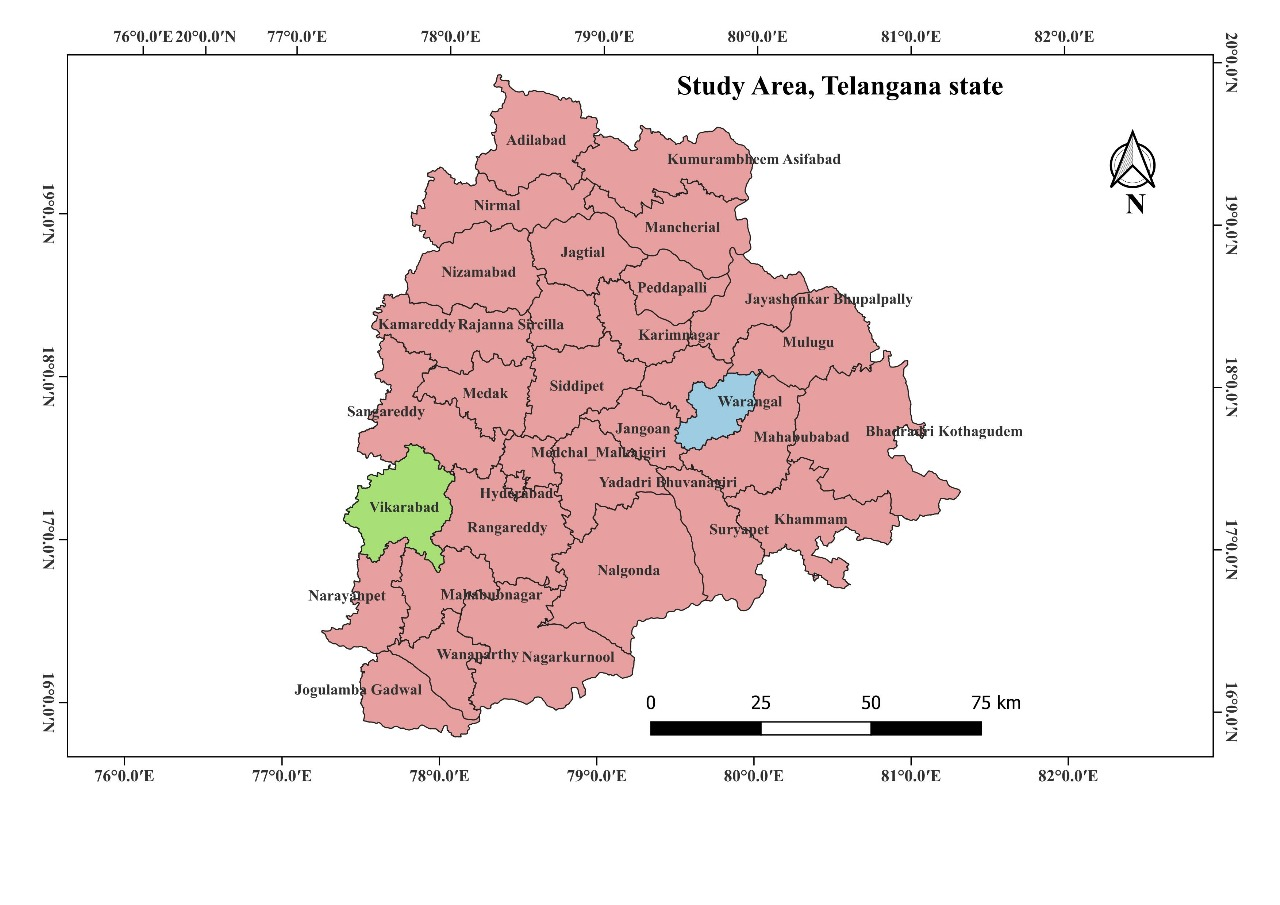 76°0.0′E 20°0.0′N 77°0.0′E 78°0.0′E 79°0.0′E 80°0.0′E 81°0.0′E 82°0.0′E
20°0.0′N
Study Area, Telangana state
Adilabad
Kumurambheem Asifabad
19°0.0′N
Nirmal
N
19°0.0′N
Mancherial
Jagtial
Nizamabad
Peddapalli
Jayashankar Bhupalpally
Kamareddy Rajanna Sircilla
Karimnagar
Mulugu
18°0.0′N
18°0.0′N
Siddipet
Medak
Warangal
Sangareddy
Jangoan
Bhadradri Kothagudem
Mahabubabad
Medchal_Malkajgiri
Yadadri Bhuvanagiri
Hyderabad
Vikarabad
Khammam
17°0.0′N
17°0.0′N
Rangareddy
Suryapet
Nalgonda
Narayanpet
Mahabubnagar
Wanaparthy Nagarkurnool
Jogulamba Gadwal
16°0.0′N
16°0.0′N
0 25 50 75 km
76°0.0′E 77°0.0′E 78°0.0′E 79°0.0′E 80°0.0′E 81°0.0′E 82°0.0′E